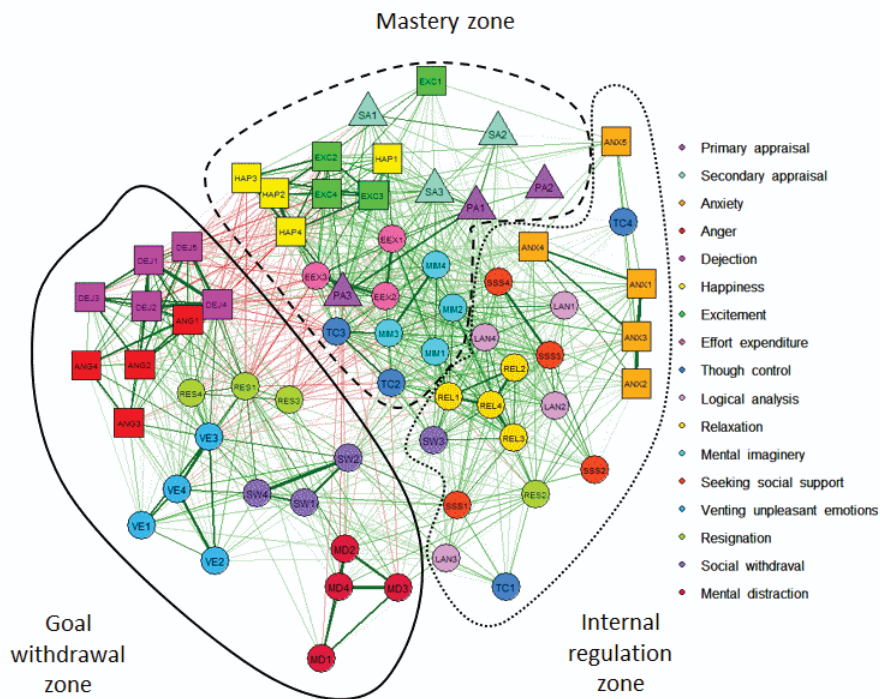 Mastery zone
EXC1
SA1
SA2
ANX5
EXC2
HAP1
HAP3
HAP2
EXC4
EXC3
SA3
PA2
PA1
TC4
HAP4
EXE1
ANX4
DEJ5
DEJ1
MIM4
EEX3
SSS4
ANX1
PA3
EEX2
DEJ3
DEJ2
DEJ4
LAN1
MIM2
ANG1
TC3
MIM3
LAN4
ANX3
MIM1
SSS3
ANG4
ANG2
REL2
TC2
ANX2
RES4
RES1
RES3
REL1
REL4
LAN2
ANG3
VE3
SW3
REL3
SW2
SSS2
VE4
SW4
SW1
RES2
SSS1
VE1
MD2
VE2
LAN3
MD4
MD3
TC1
MD1
Goal
withdrawal
zone
Internal
regulation
zone
Primary appraisal
Secondary appraisal
Anxiety
Anger
Dejection
Happiness
Excitement
Effort expenditure
Though control
Logical analysis
Relaxation
Mental imaginery
Seeking social support
Venting unpleasant emotions
Resignation
Social withdrawal
Mental distraction